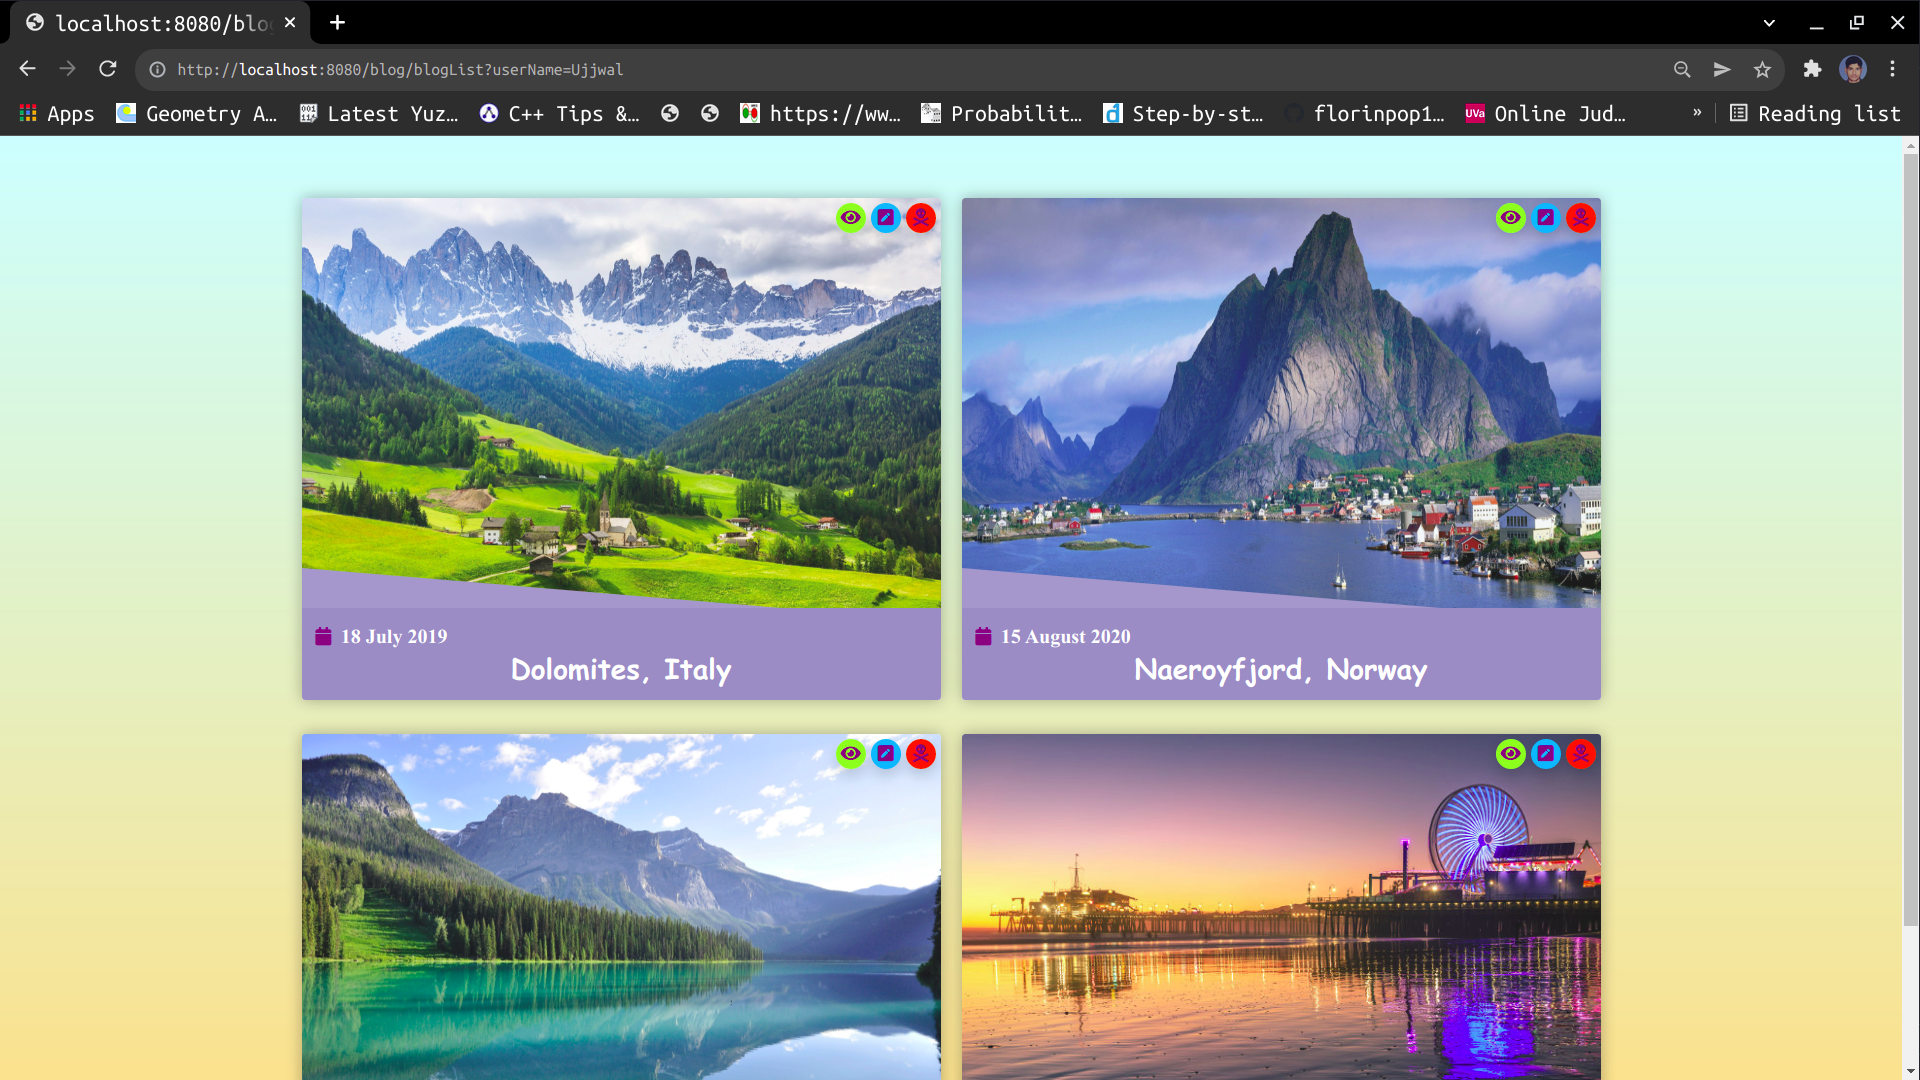 localhost:8080/blo
http://localhost:8080/blog/blogList?userName=Ujjwal
Apps
Geometry A…
Latest Yuz…
C++ Tips &…
https://ww…
Probabilit…
Step-by-st…
florinpop1…
UVa
Online Jud…
»
Reading list
18 July 2019
Dolomites, Italy
15 August 2020
Naeroyfjord, Norway